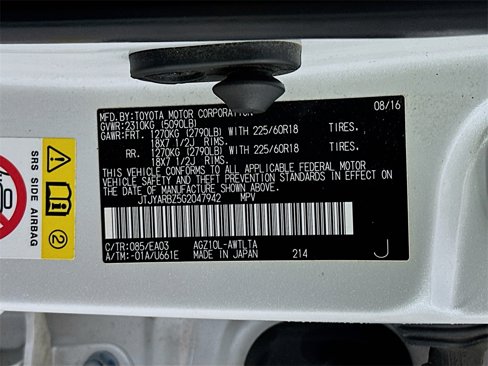 MFD.BY:TOYOTA MOTOR CORPORATION 08/16
GVWR:2310KG (5090LB)
GAWR:FRT. 1270KG (2790LB) WITH 225/60R18 TIRES.
18X7 1/2J RIMS.
RR. 1270KG (2790LB) WITH 225/60R18 TIRES.
18X7 1/2J RIMS.
THIS VEHICLE CONFORMS TO ALL APPLICABLE FEDERAL MOTOR
VEHICLE SAFETY AND THEFT PREVENTION STANDARDS IN EFFECT
ON THE DATE OF MANUFACTURE SHOWN ABOVE.
JTJYARBZ5G2047942 MPV
C/TR:085/EA03 AGZ10L-AWTLTA
A/TM:-01A/U661E MADE IN JAPAN 214 J
SRS SIDE AIRBAG
2